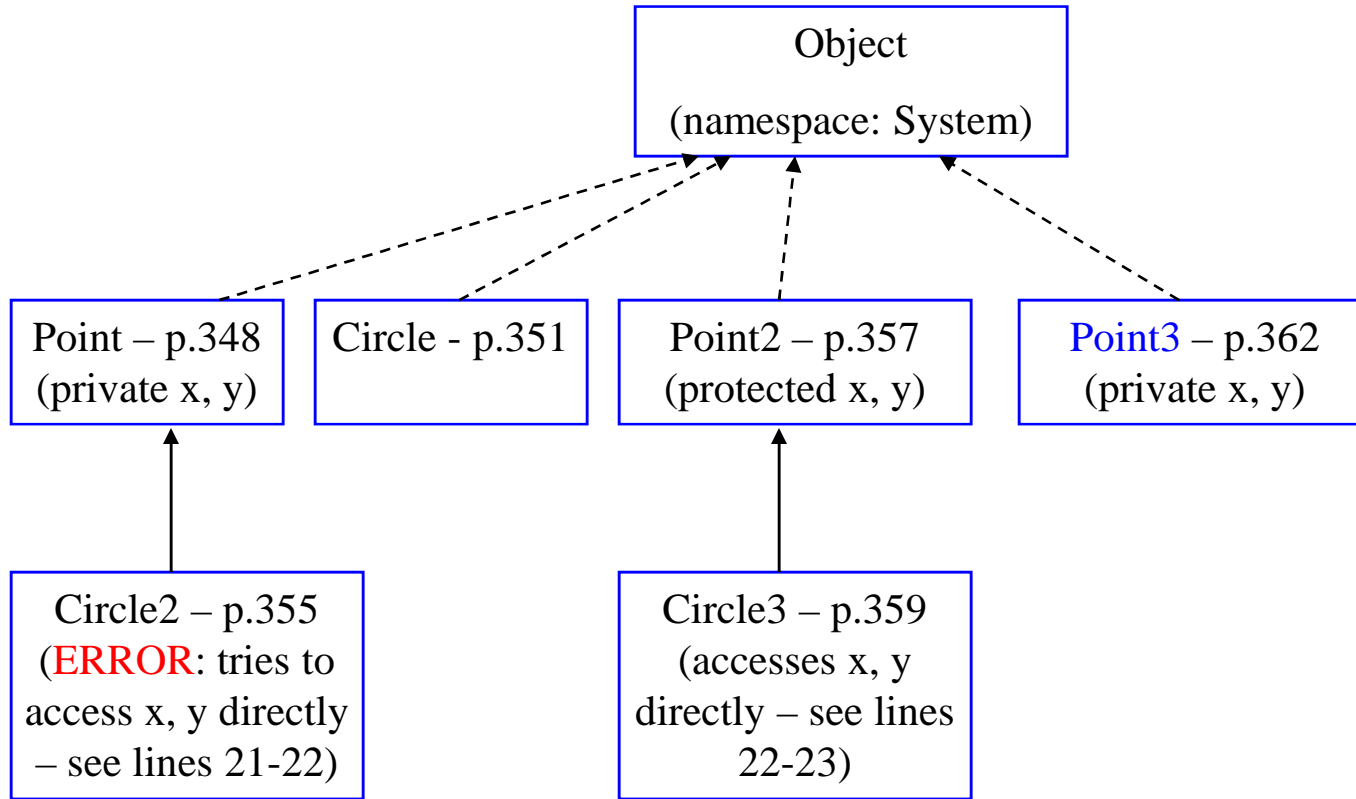 Object
(namespace: System)
Point – p.348
(private x, y)
Circle - p.351
Point2 – p.357
(protected x, y)
Point3 – p.362
(private x, y)
Circle2 – p.355
(ERROR: tries to
access x, y directly
– see lines 21-22)
Circle3 – p.359
(accesses x, y
directly – see lines
22-23)